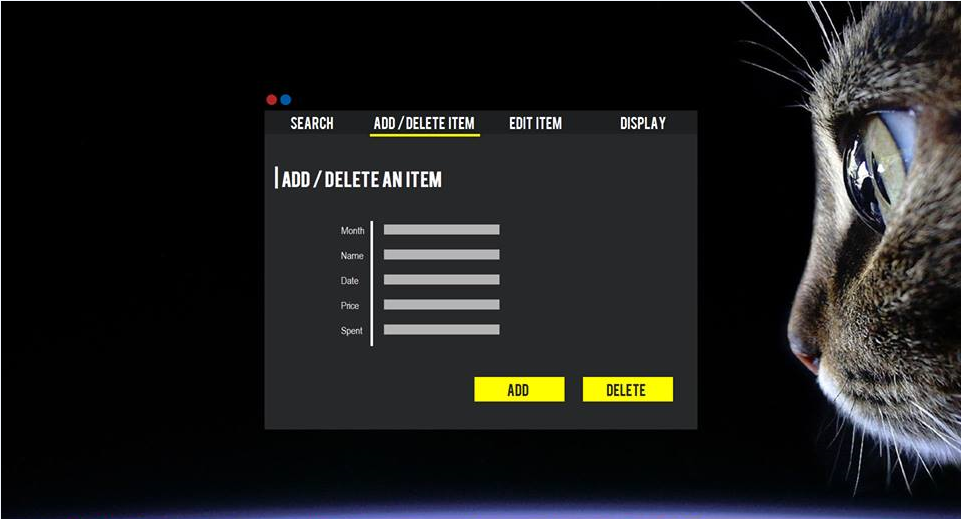 SEARCH ADD / DELETE ITEM EDIT ITEM DISPLAY
ADD / DELETE AN ITEM
Month
Name
Date
Price
Spent
ADD DELETE